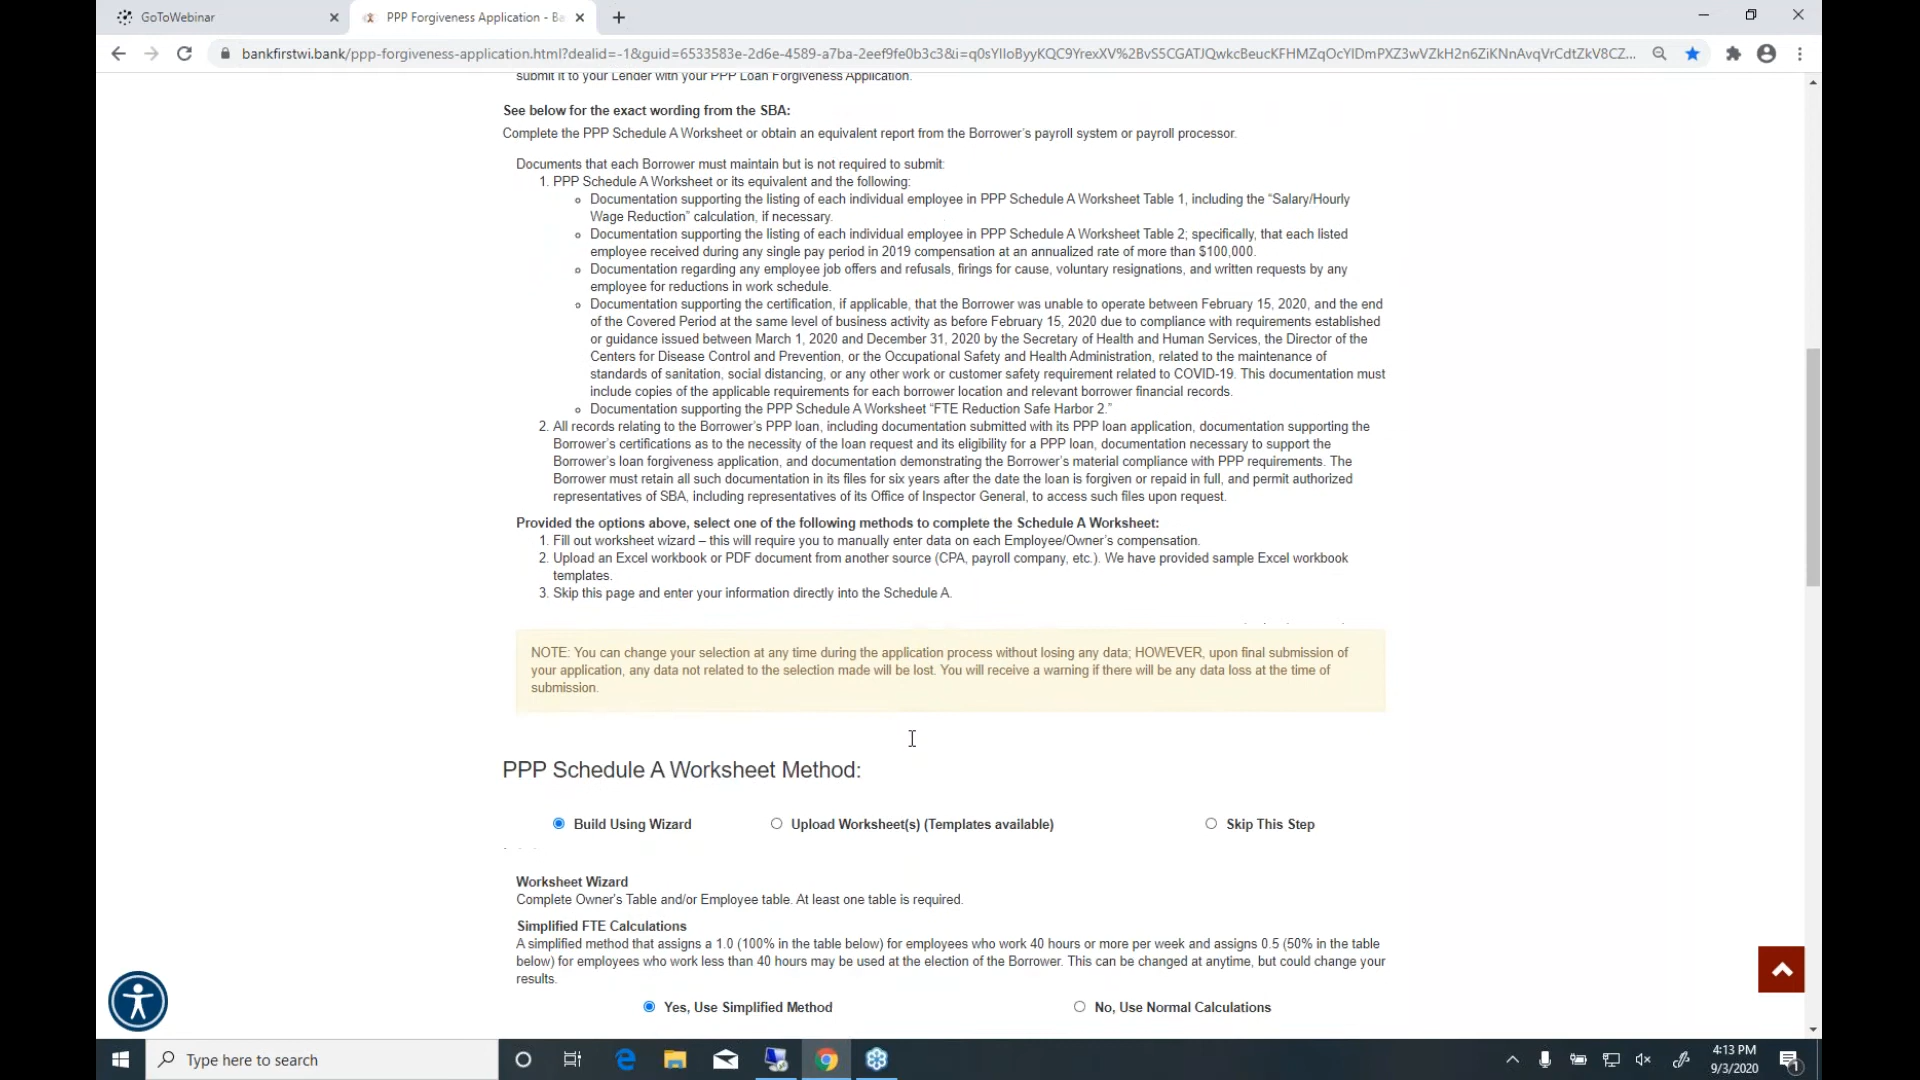 GoToWebinar
PPP Forgiveness Application - Ba
bankfirstwi.bank/ppp-forgiveness-application.html?dealid=-1&guid=6533583e-2d6e-4589-a7ba-2eef9fe0b3c3&i=q0sYlIoByyKQC9YrexXV%2BvS5CGATJQwkcBeucKFHMZqOcYlDmPXZ3wVZkH2n6ZiKNnAvqVrCdtZkV8CZ...
submit it to your Lender with your PPP Loan Forgiveness Application.
See below for the exact wording from the SBA:
Complete the PPP Schedule A Worksheet or obtain an equivalent report from the Borrower's payroll system or payroll processor.
Documents that each Borrower must maintain but is not required to submit:
1. PPP Schedule A Worksheet or its equivalent and the following:
Documentation supporting the listing of each individual employee in PPP Schedule A Worksheet Table 1, including the “Salary/Hourly
Wage Reduction” calculation, if necessary.
Documentation supporting the listing of each individual employee in PPP Schedule A Worksheet Table 2; specifically, that each listed
employee received during any single pay period in 2019 compensation at an annualized rate of more than $100,000.
Documentation regarding any employee job offers and refusals, firings for cause, voluntary resignations, and written requests by any
employee for reductions in work schedule.
Documentation supporting the certification, if applicable, that the Borrower was unable to operate between February 15, 2020, and the end
of the Covered Period at the same level of business activity as before February 15, 2020 due to compliance with requirements established
or guidance issued between March 1, 2020 and December 31, 2020 by the Secretary of Health and Human Services, the Director of the
Centers for Disease Control and Prevention, or the Occupational Safety and Health Administration, related to the maintenance of
standards of sanitation, social distancing, or any other work or customer safety requirement related to COVID-19. This documentation must
include copies of the applicable requirements for each borrower location and relevant borrower financial records.
Documentation supporting the PPP Schedule A Worksheet “FTE Reduction Safe Harbor 2.”
2. All records relating to the Borrower's PPP loan, including documentation submitted with its PPP loan application, documentation supporting the
Borrower's certifications as to the necessity of the loan request and its eligibility for a PPP loan, documentation necessary to support the
Borrower's loan forgiveness application, and documentation demonstrating the Borrower's material compliance with PPP requirements. The
Borrower must retain all such documentation in its files for six years after the date the loan is forgiven or repaid in full, and permit authorized
representatives of SBA, including representatives of its Office of Inspector General, to access such files upon request.
Provided the options above, select one of the following methods to complete the Schedule A Worksheet:
1. Fill out worksheet wizard – this will require you to manually enter data on each Employee/Owner's compensation.
2. Upload an Excel workbook or PDF document from another source (CPA, payroll company, etc.). We have provided sample Excel workbook
templates.
3. Skip this page and enter your information directly into the Schedule A.
NOTE: You can change your selection at any time during the application process without losing any data; HOWEVER, upon final submission of
your application, any data not related to the selection made will be lost. You will receive a warning if there will be any data loss at the time of
submission.
PPP Schedule A Worksheet Method:
Build Using Wizard Upload Worksheet(s) (Templates available) Skip This Step
Worksheet Wizard
Complete Owner's Table and/or Employee table. At least one table is required.
Simplified FTE Calculations
A simplified method that assigns a 1.0 (100% in the table below) for employees who work 40 hours or more per week and assigns 0.5 (50% in the table
below) for employees who work less than 40 hours may be used at the election of the Borrower. This can be changed at anytime, but could change your
results.
Yes, Use Simplified Method No, Use Normal Calculations
Type here to search
4:13 PM
9/3/2020
1